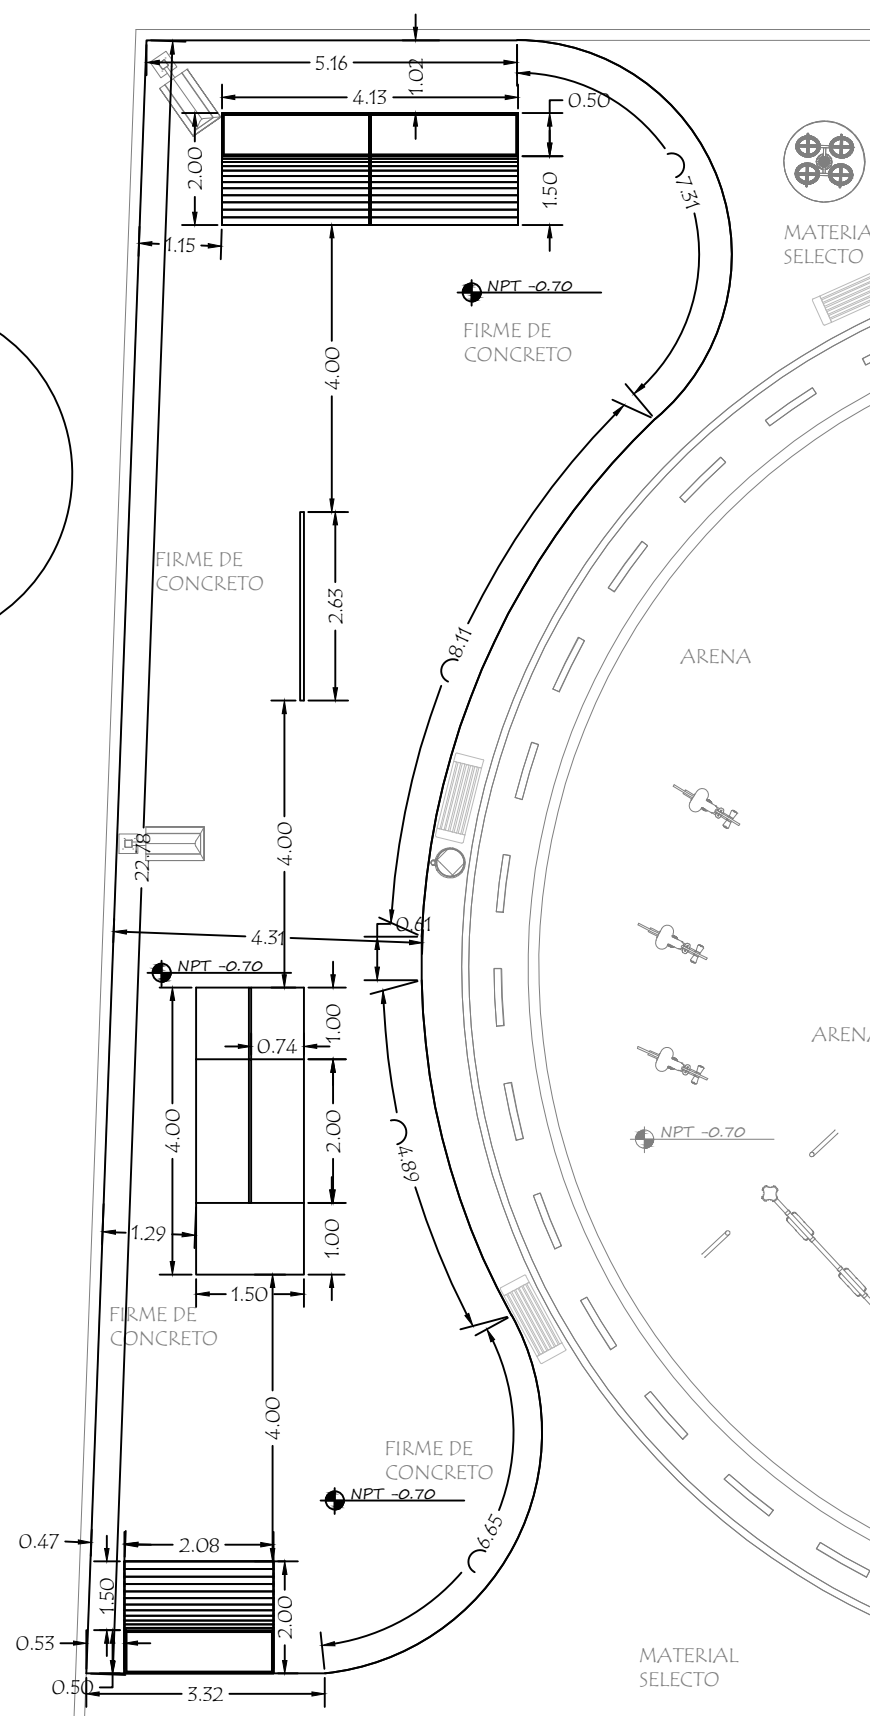 5.16
1.02
4.13
0.50
2.00
1.50
7.31
1.15
MATERIA
SELECTO
NPT -0.70
FIRME DE
CONCRETO
4.00
FIRME DE
CONCRETO
2.63
8.11
ARENA
4.00
22.78
0.61
4.31
NPT -0.70
1.00
0.74
ARENA
4.00
2.00
4.89
NPT -0.70
1.29
1.00
1.50
FIRME DE
CONCRETO
4.00
FIRME DE
CONCRETO
NPT -0.70
6.65
0.47
2.08
1.50
2.00
0.53
0.50
3.32
MATERIAL
SELECTO